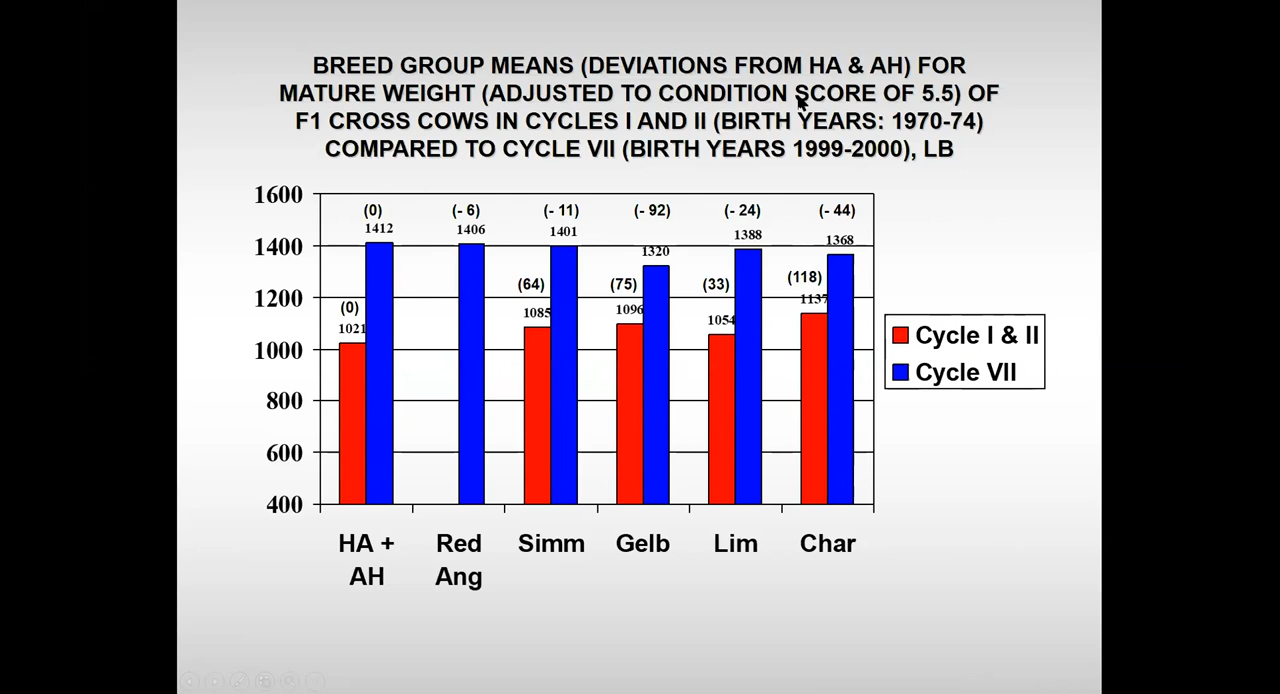 BREED GROUP MEANS (DEVIATIONS FROM HA & AH) FOR
MATURE WEIGHT (ADJUSTED TO CONDITION SCORE OF 5.5) OF
F1 CROSS COWS IN CYCLES I AND II (BIRTH YEARS: 1970-74)
COMPARED TO CYCLE VII (BIRTH YEARS 1999-2000), LB
1600
(0) (- 6) (- 11) (- 92) (- 24) (- 44)
1412 1406 1401 1320 1388 1368
1400
(0) (64) (75) (33) (118)
1021 1085 1096 1054 1137
1200
1000
800
600
400
HA + AH
Red Ang
Simm
Gelb
Lim
Char
Cycle I & II
Cycle VII